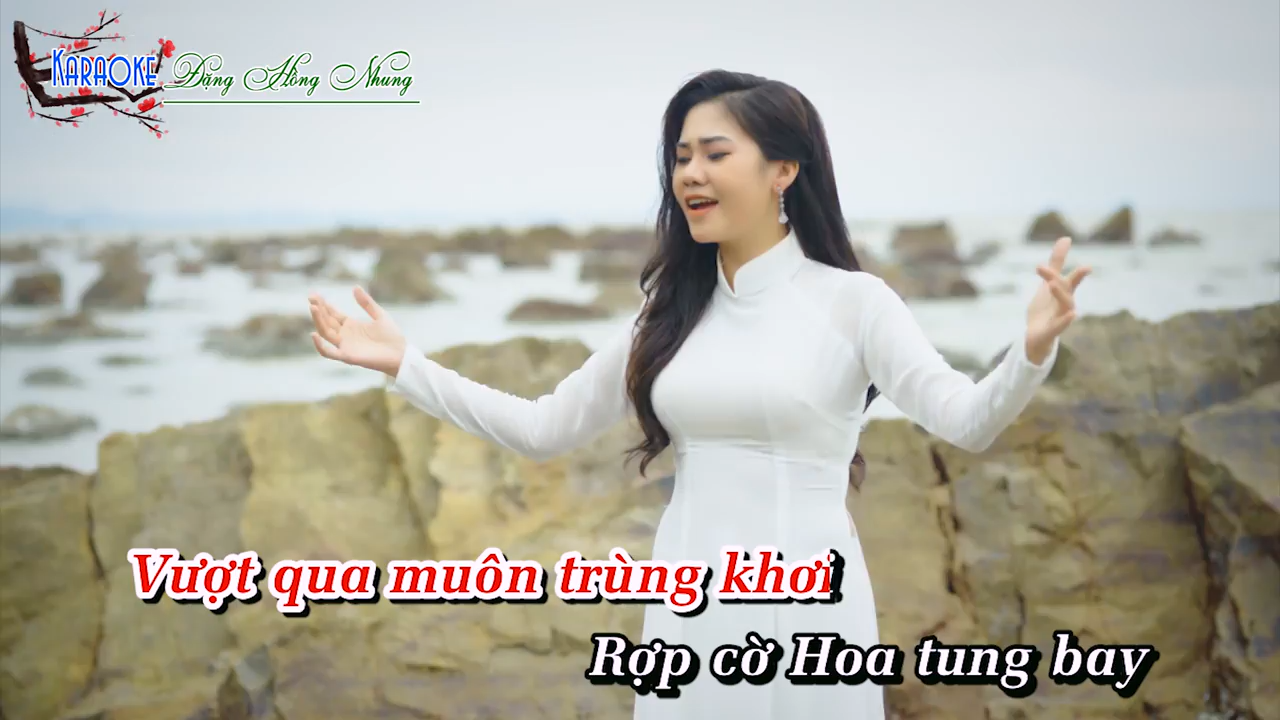 KARAOKE Đặng Hồng Nhung
Vượt qua muôn trùng khơi
Rợp cờ Hoa tung bay